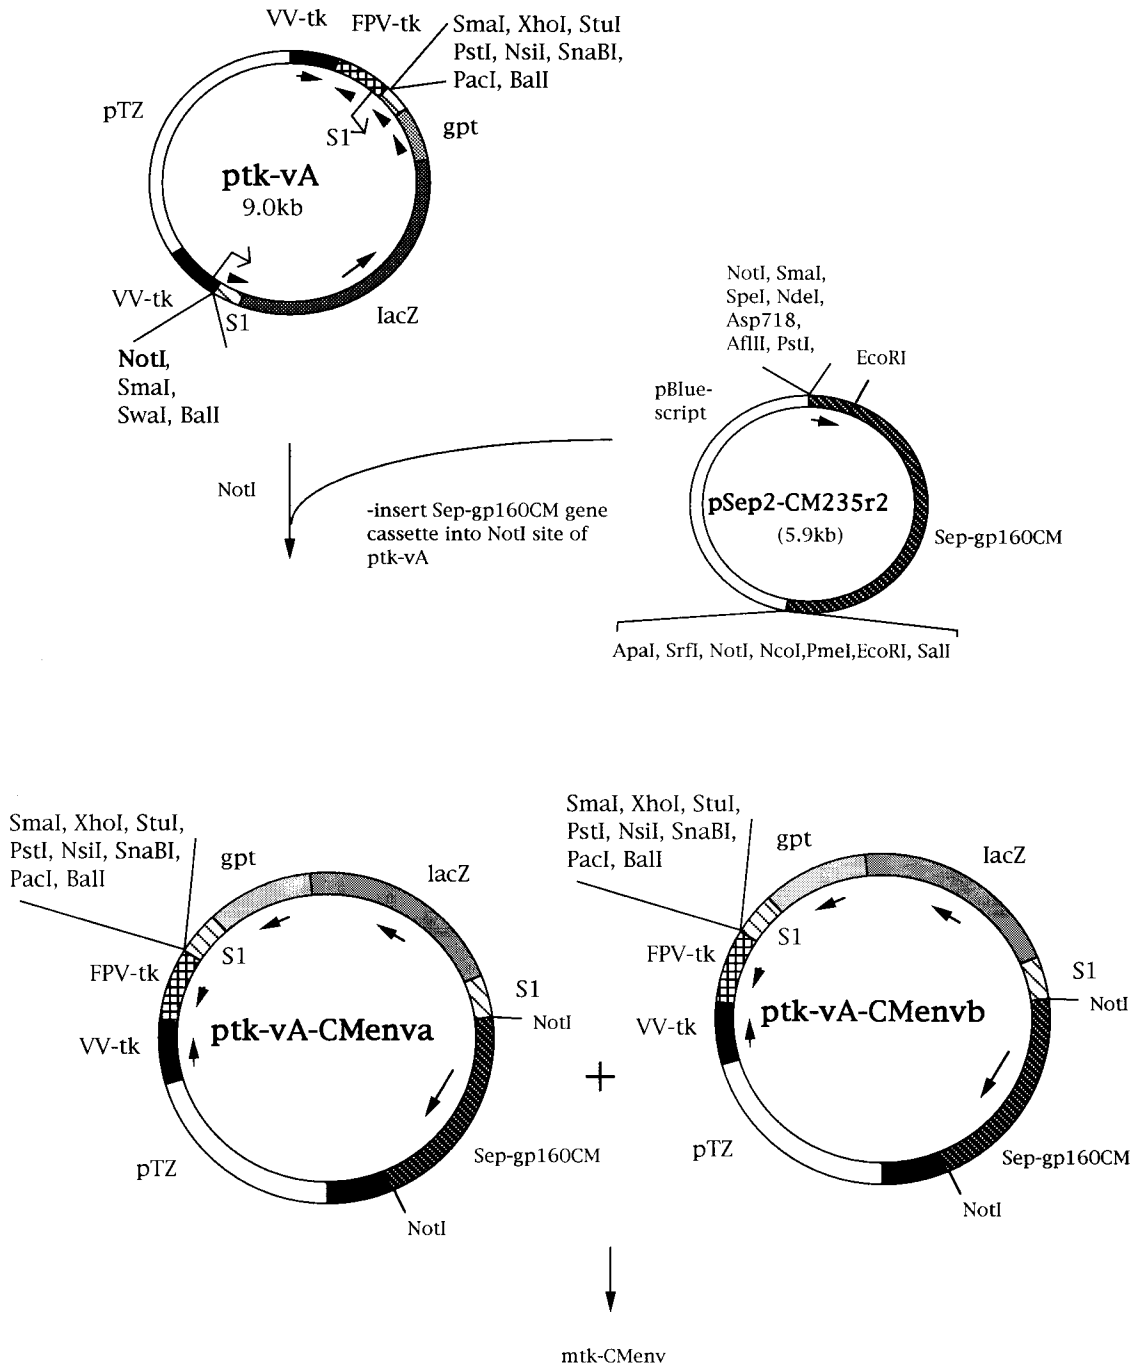 VV-tk
FPV-tk
SmaI, XhoI, StuI
PstI, NsiI, SnaBI,
PacI, BalI
pTZ
S1
gpt
ptk-vA
9.0kb
VV-tk
S1
lacZ
NotI,
SmaI,
SwaI, BalI
NotI, SmaI,
SpeI, NdeI,
Asp718,
AflII, PstI,
EcoRI
pBlue-
script
pSep2-CM235r2
(5.9kb)
Sep-gp160CM
ApaI, SrfI, NotI, NcoI,PmeI,EcoRI, SalI
NotI
-insert Sep-gp160CM gene
cassette into NotI site of
ptk-vA
SmaI, XhoI, StuI,
PstI, NsiI, SnaBI,
PacI, BalI
gpt
lacZ
S1
FPV-tk
S1
NotI
VV-tk
ptk-vA-CMenva
pTZ
Sep-gp160CM
NotI
+
SmaI, XhoI, StuI,
PstI, NsiI, SnaBI,
PacI, BalI
gpt
lacZ
S1
FPV-tk
S1
NotI
VV-tk
ptk-vA-CMenvb
pTZ
Sep-gp160CM
NotI
mtk-CMenv